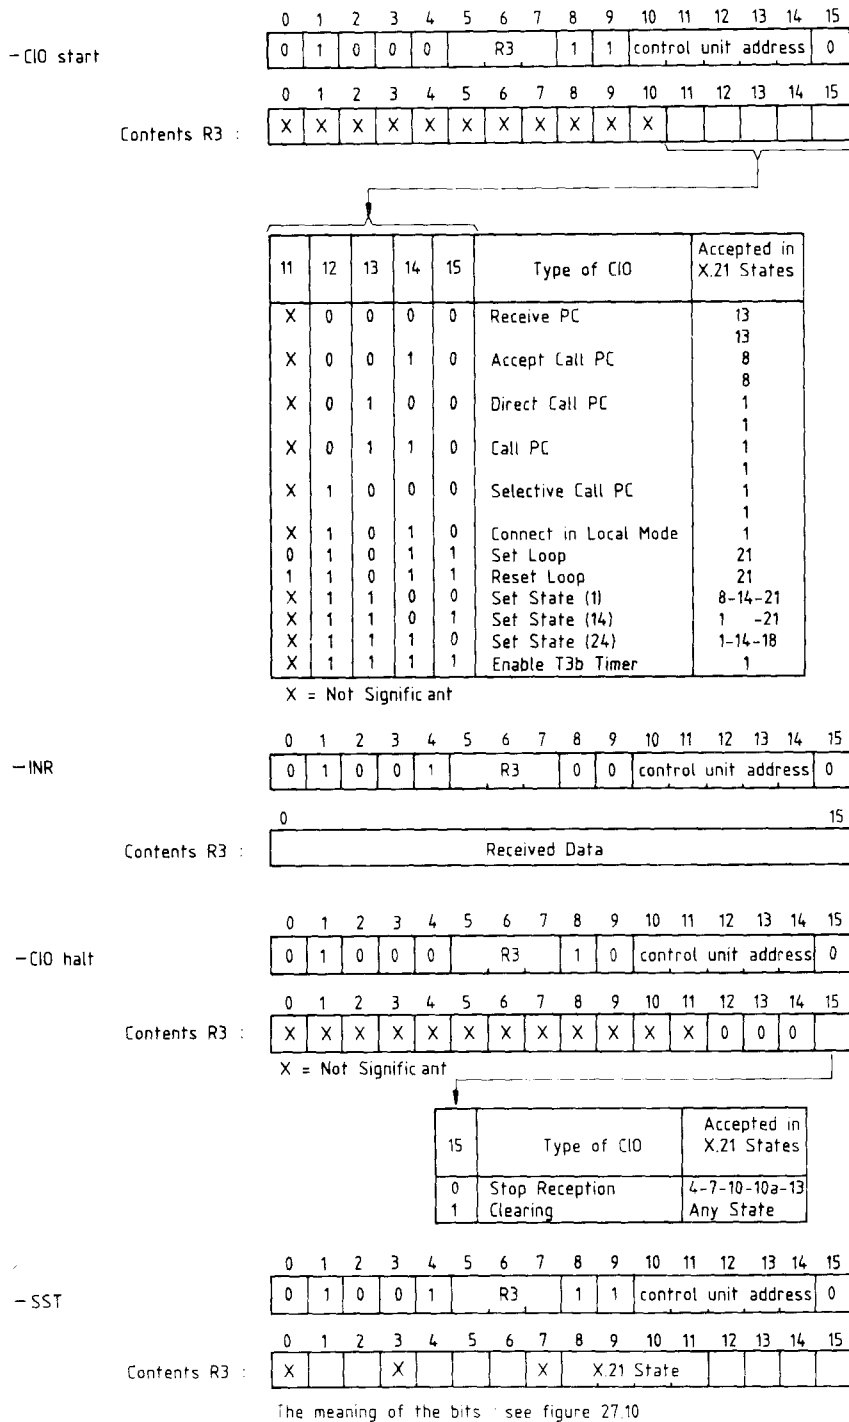 0 1 2 3 4 5 6 7 8 9 10 11 12 13 14 15
– CIO start 0 1 0 0 0 R3 1 1 control unit address 0
0 1 2 3 4 5 6 7 8 9 10 11 12 13 14 15
Contents R3 : X X X X X X X X X X X
11 12 13 14 15 Type of CIO Accepted in X.21 States
X 0 0 0 0 Receive PC 13
13
X 0 0 1 0 Accept Call PC 8
8
X 0 1 0 0 Direct Call PC 1
1
X 0 1 1 0 Call PC 1
1
X 1 0 0 0 Selective Call PC 1
1
X 1 0 1 0 Connect in Local Mode 1
0 1 0 1 1 Set Loop 21
1 1 0 1 1 Reset Loop 21
X 1 1 0 0 Set State (1) 8-14-21
X 1 1 0 1 Set State (14) 1 -21
X 1 1 1 0 Set State (24) 1-14-18
X 1 1 1 1 Enable T3b Timer 1
X = Not Significant
0 1 2 3 4 5 6 7 8 9 10 11 12 13 14 15
– INR 0 1 0 0 1 R3 0 0 control unit address 0
0 15
Contents R3 : Received Data
0 1 2 3 4 5 6 7 8 9 10 11 12 13 14 15
– CIO halt 0 1 0 0 0 R3 1 0 control unit address 0
0 1 2 3 4 5 6 7 8 9 10 11 12 13 14 15
Contents R3 : X X X X X X X X X X X X 0 0 0
X = Not Significant
15 Type of CIO Accepted in X.21 States
0 Stop Reception 4-7-10-10a-13
1 Clearing Any State
0 1 2 3 4 5 6 7 8 9 10 11 12 13 14 15
– SST 0 1 0 0 1 R3 1 1 control unit address 0
0 1 2 3 4 5 6 7 8 9 10 11 12 13 14 15
Contents R3 : X X X X.21 State
The meaning of the bits : see figure 27.10